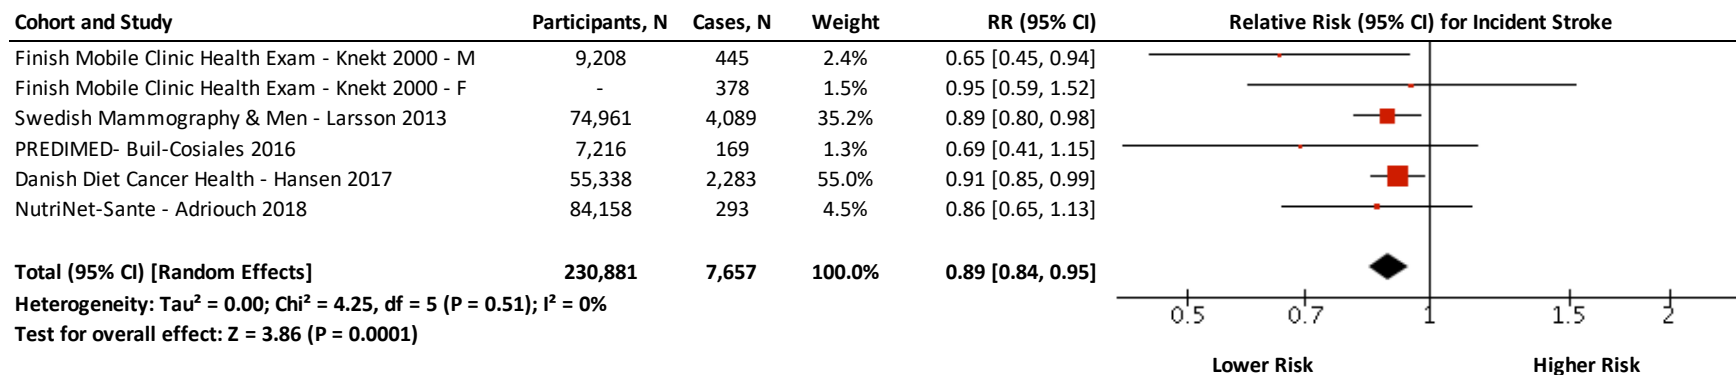 Cohort and Study Participants, N Cases, N Weight RR (95% CI) Relative Risk (95% CI) for Incident Stroke
Finish Mobile Clinic Health Exam - Knekt 2000 - M 9,208 445 2.4% 0.65 [0.45, 0.94]
Finish Mobile Clinic Health Exam - Knekt 2000 - F - 378 1.5% 0.95 [0.59, 1.52]
Swedish Mammography & Men - Larsson 2013 74,961 4,089 35.2% 0.89 [0.80, 0.98]
PREDIMED- Buil-Cosiales 2016 7,216 169 1.3% 0.69 [0.41, 1.15]
Danish Diet Cancer Health - Hansen 2017 55,338 2,283 55.0% 0.91 [0.85, 0.99]
NutriNet-Sante - Adriouch 2018 84,158 293 4.5% 0.86 [0.65, 1.13]
Total (95% CI) [Random Effects] 230,881 7,657 100.0% 0.89 [0.84, 0.95]
Heterogeneity: Tau² = 0.00; Chi² = 4.25, df = 5 (P = 0.51); I² = 0%
0.5 0.7 1 1.5 2
Test for overall effect: Z = 3.86 (P = 0.0001)
Lower Risk Higher Risk